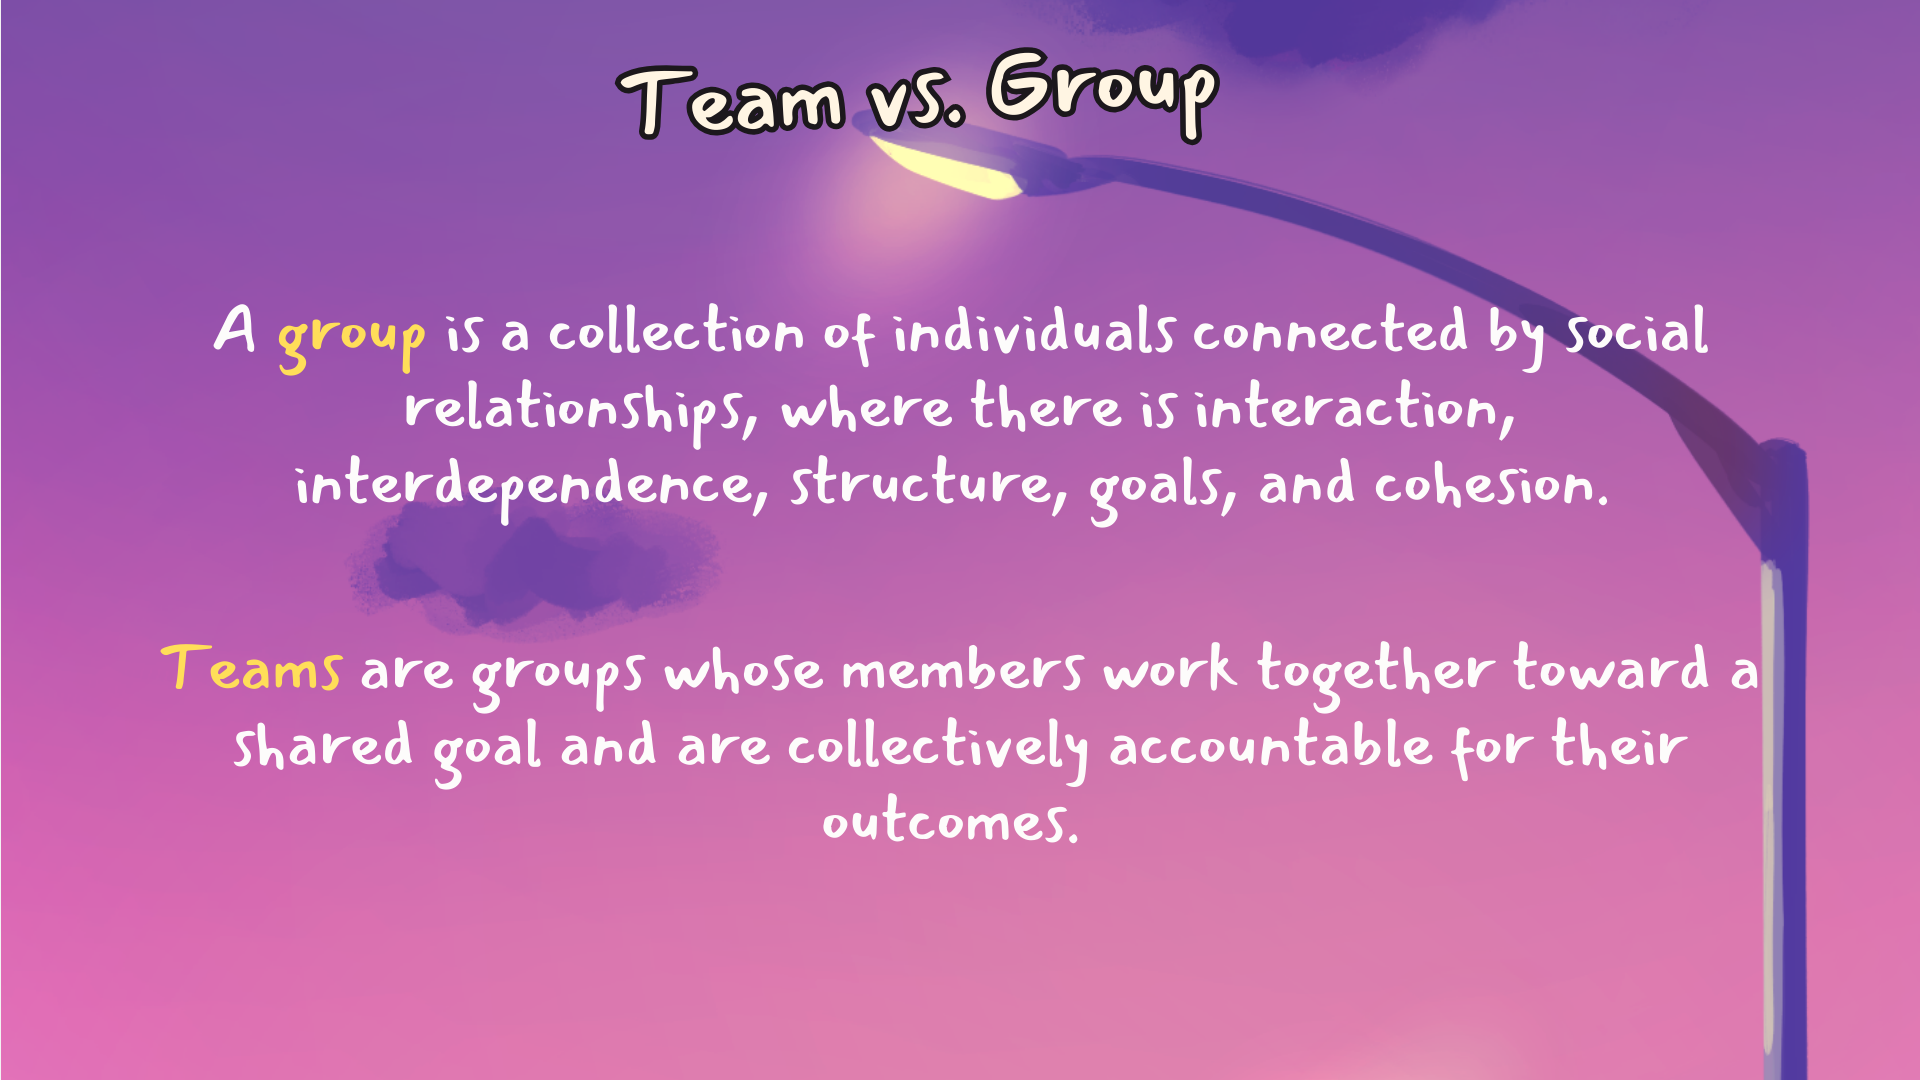 Team vs. Group
A group is a collection of individuals connected by social
relationships, where there is interaction,
interdependence, structure, goals, and cohesion.
Teams are groups whose members work together toward a
shared goal and are collectively accountable for their
outcomes.